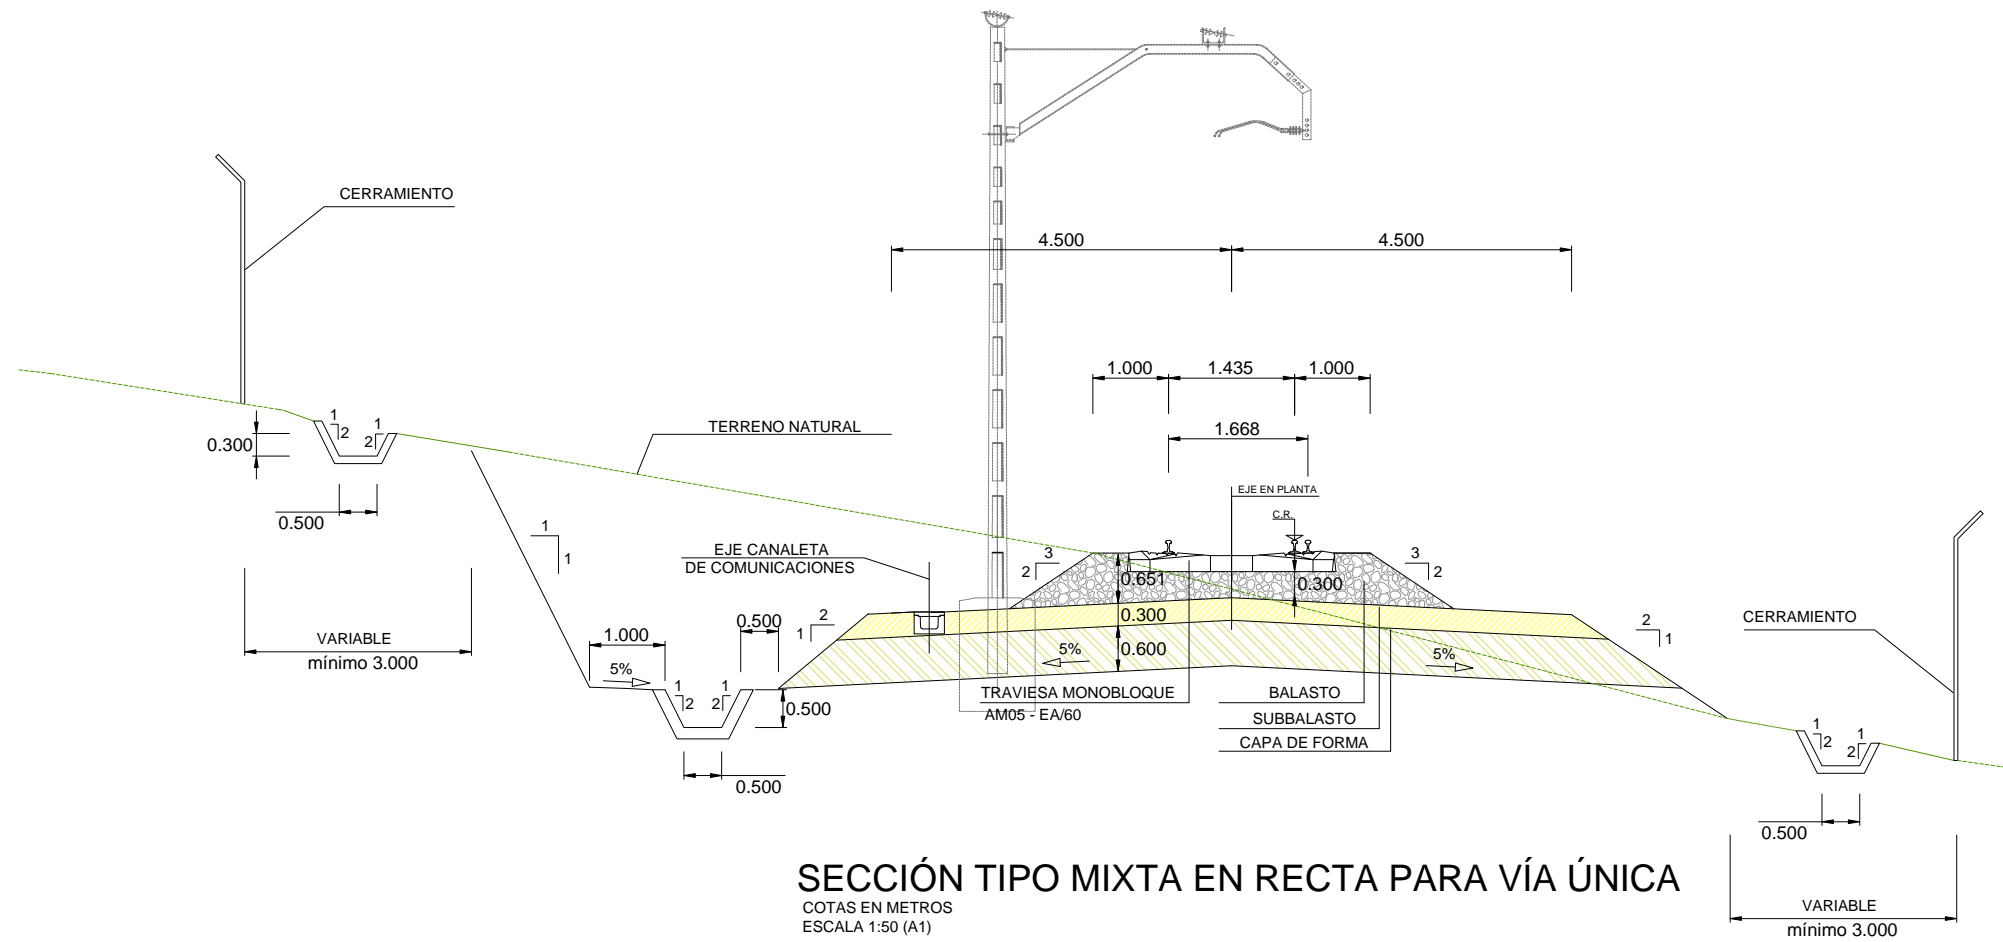 CERRAMIENTO
4.500
4.500
1.000
1.435
1.000
TERRENO NATURAL
1.668
1
2
1
2
0.300
EJE EN PLANTA
0.500
C.R.
1
1
EJE CANALETA
DE COMUNICACIONES
3
2
3
2
0.651
0.300
0.300
2
1
0.500
1.000
VARIABLE
mínimo 3.000
5%
5%
0.600
5%
2
1
CERRAMIENTO
1
2
1
2
0.500
TRAVIESA MONOBLOQUE
AM05 - EA/60
BALASTO
SUBBALASTO
CAPA DE FORMA
1
2
1
2
0.500
0.500
SECCIÓN TIPO MIXTA EN RECTA PARA VÍA ÚNICA
COTAS EN METROS
ESCALA 1:50 (A1)
VARIABLE
mínimo 3.000